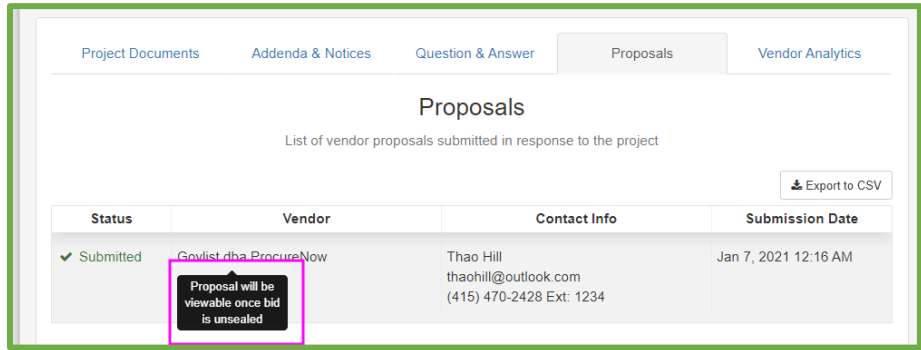 Project Documents
Addenda & Notices
Question & Answer
Proposals
Vendor Analytics
Proposals
List of vendor proposals submitted in response to the project
Export to CSV
Status Vendor Contact Info Submission Date
Submitted Govlist dba ProcureNow Thao Hill Jan 7, 2021 12:16 AM
thaohill@outlook.com
(415) 470-2428 Ext: 1234
Proposal will be
viewable once bid
is unsealed